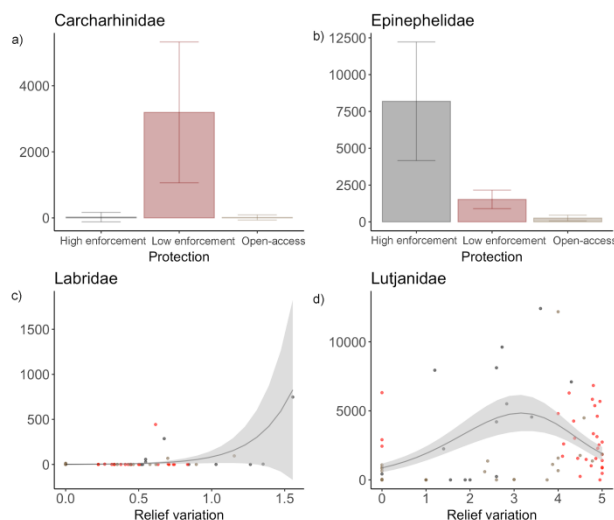 Carcharhinidae
Epinephelidae
a)
b)
4000
2000
0
12500
10000
7500
5000
2500
0
High enforcement Low enforcement Open-access
High enforcement Low enforcement Open-access
Protection
Protection
Labridae
Lutjanidae
c)
d)
1500
1000
500
0
10000
5000
0
0.0 0.5 1.0 1.5
0 1 2 3 4 5
Relief variation
Relief variation